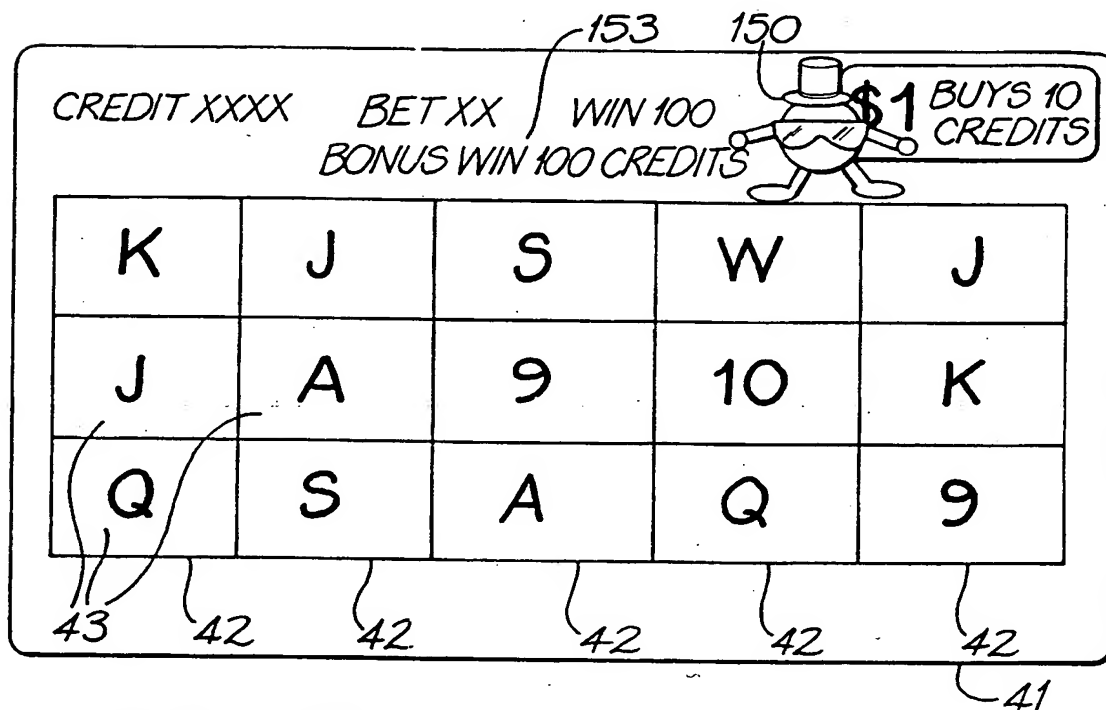 153 150
CREDIT XXXX BET XX WIN 100 $1 BUYS 10
CREDITS
BONUS WIN 100 CREDITS
K J S W J
J A 9 10 K
Q S A Q 9
43 42 42 42 42 42
41